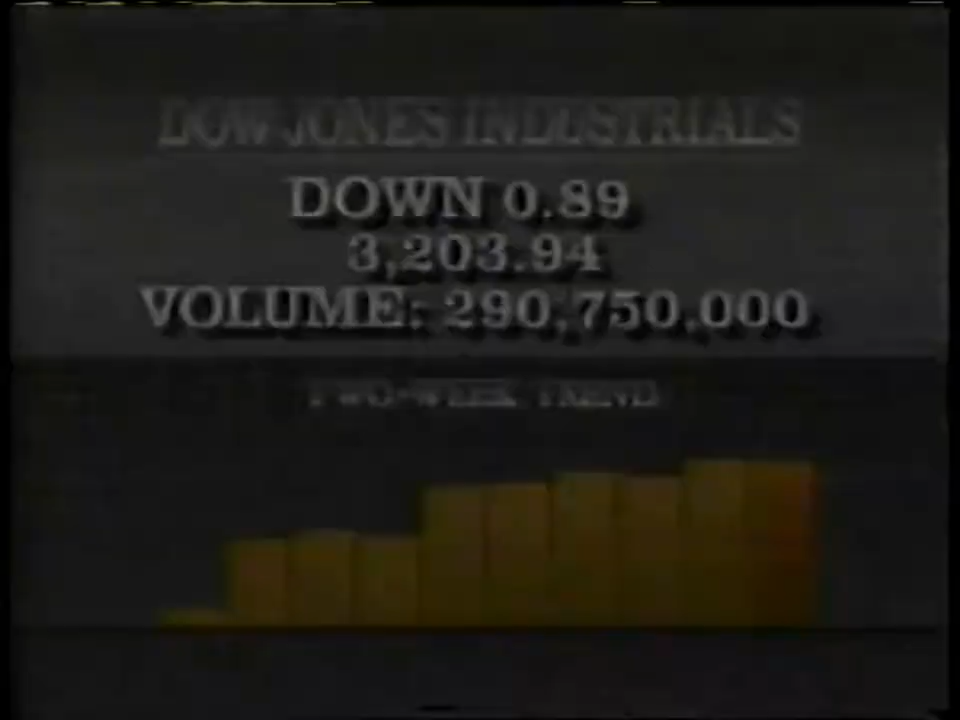 DOW JONES INDUSTRIALS
DOWN 0.89
3,203.94
VOLUME: 290,750,000
TWO-WEEK TREND